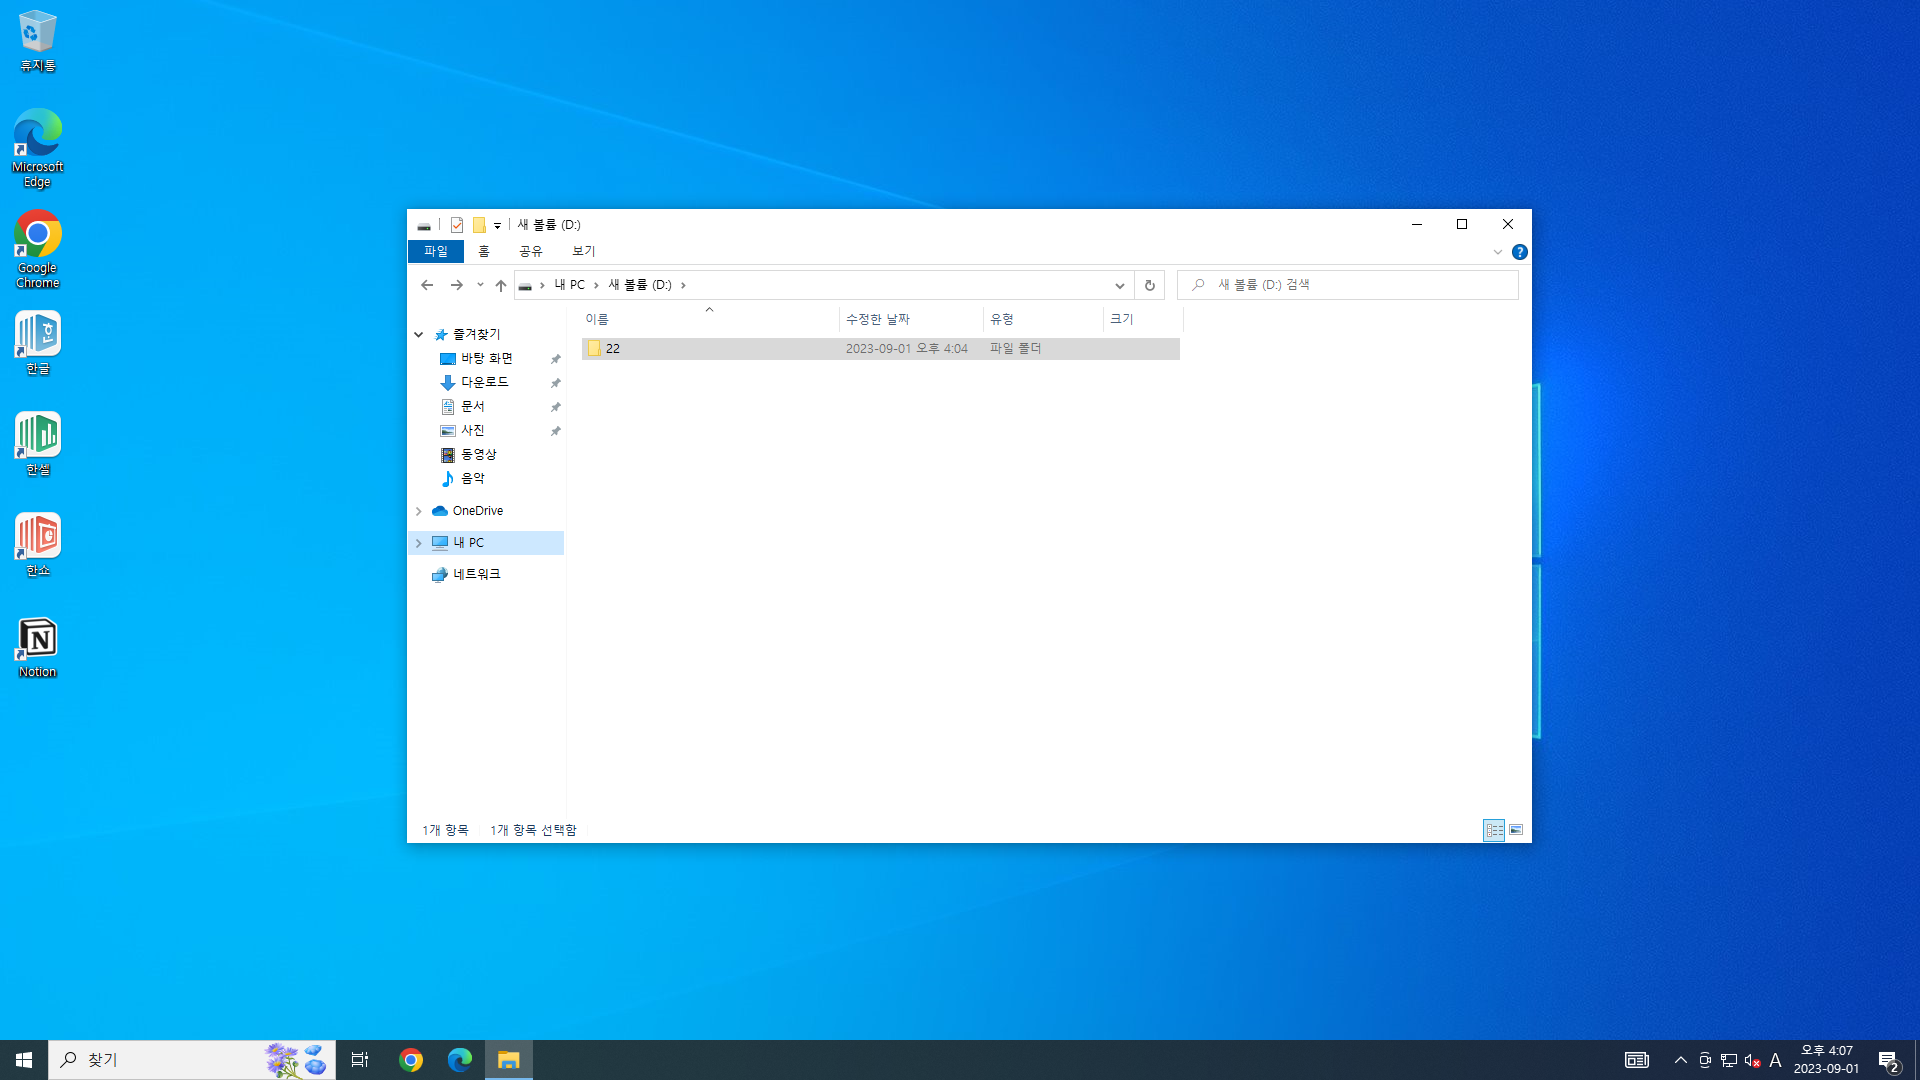 휴지통
Microsoft
Edge
Google
Chrome
한글
한셀
한쇼
Notion
새 볼륨 (D:)
파일 홈 공유 보기
내 PC 새 볼륨 (D:)
새 볼륨 (D:) 검색
이름 수정한 날짜 유형 크기
22 2023-09-01 오후 4:04 파일 폴더
즐겨찾기
바탕 화면
다운로드
문서
사진
동영상
음악
OneDrive
내 PC
네트워크
1개 항목 1개 항목 선택함
찾기
A
오후 4:07
2023-09-01
2